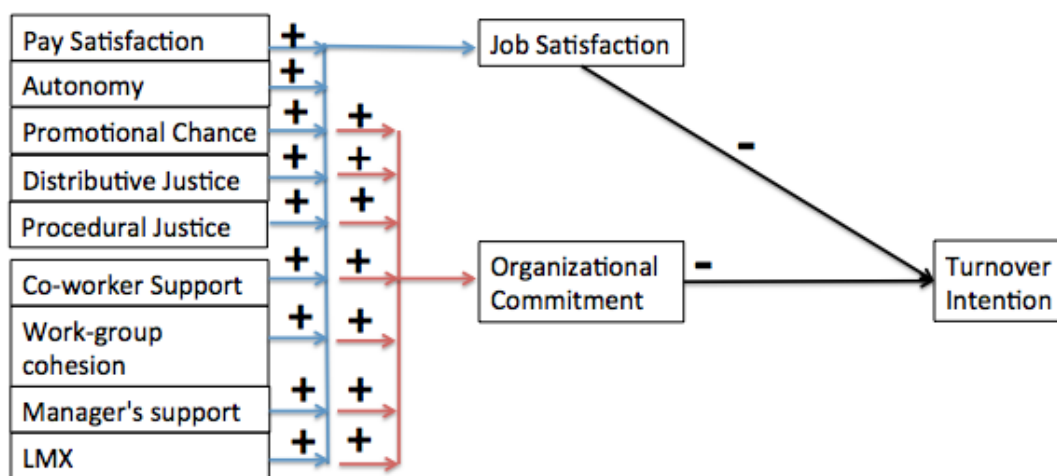 Pay Satisfaction + Job Satisfaction
Autonomy +
Promotional Chance + +
-
Distributive Justice + +
Procedural Justice + +
Co-worker Support + + Organizational - Turnover
Commitment Intention
Work-group + +
cohesion
Manager's support + +
LMX + +